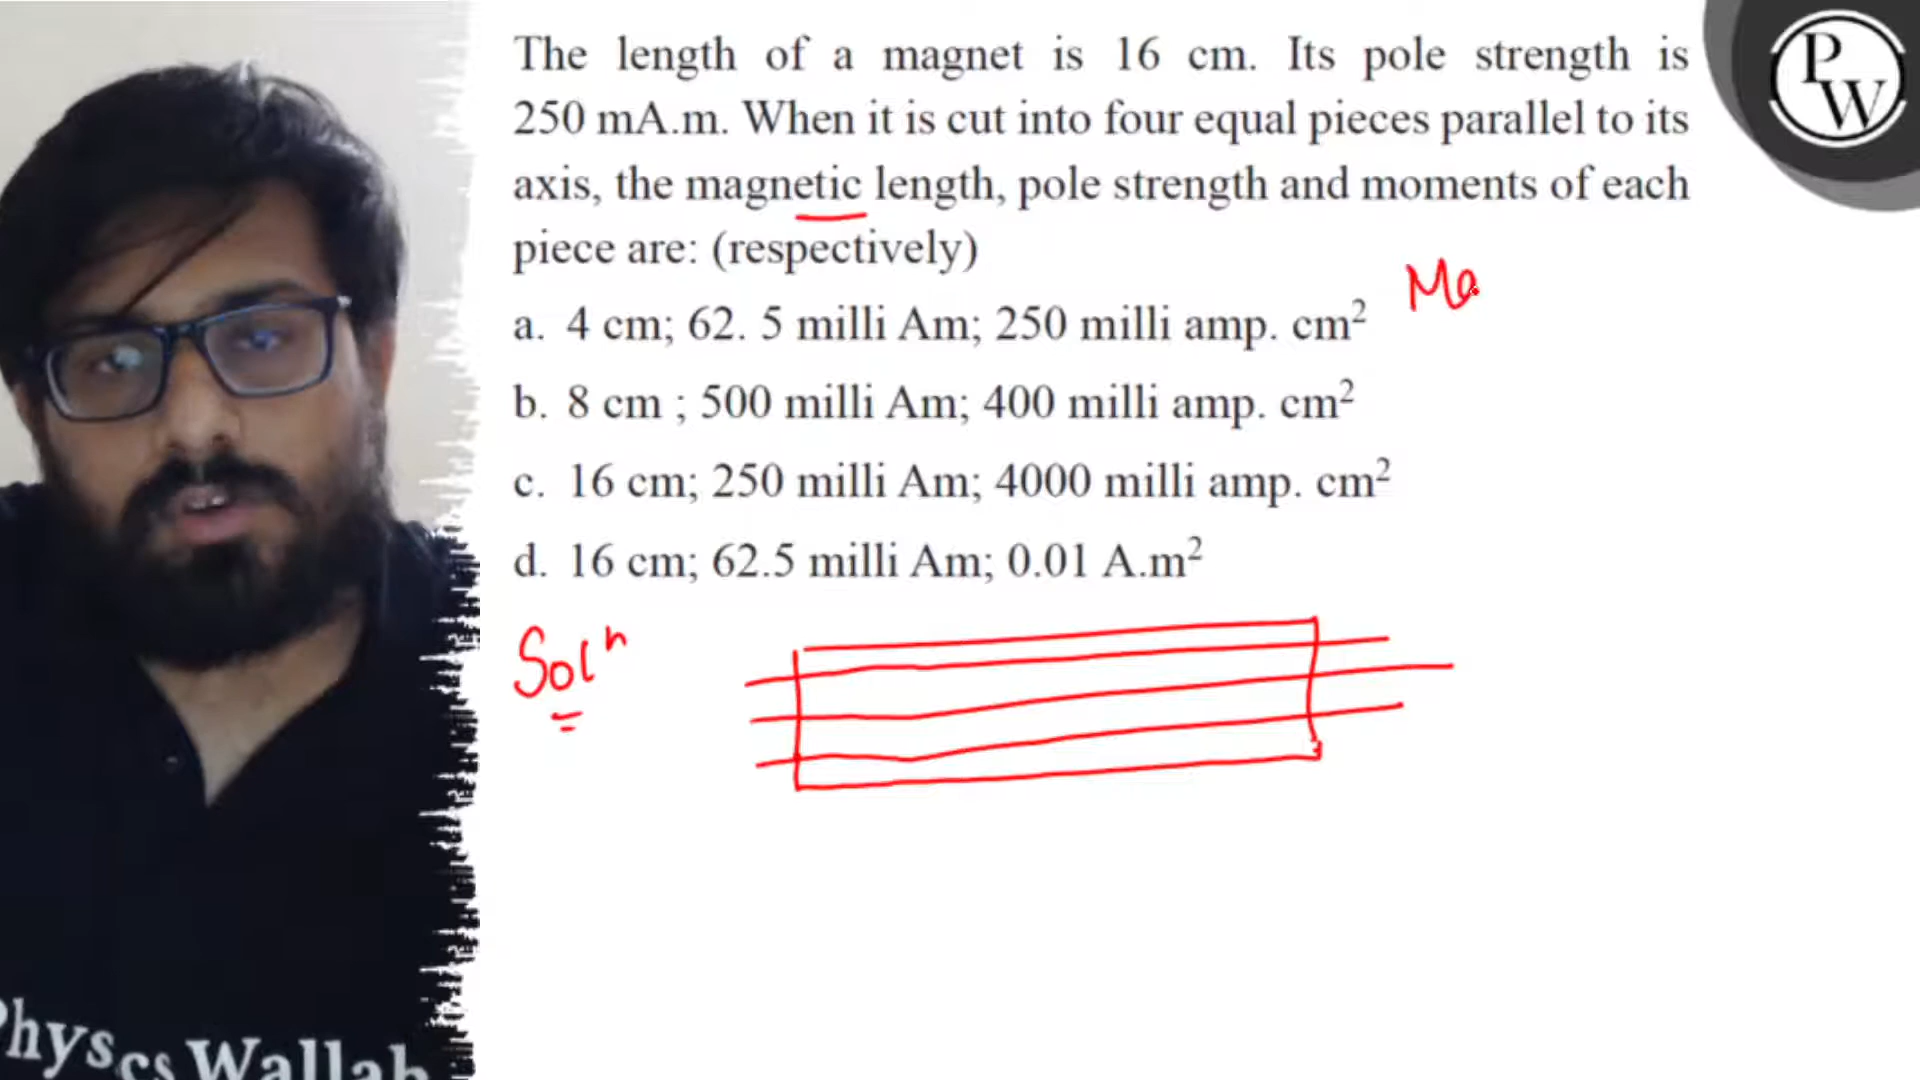 The length of a magnet is 16 cm. Its pole strength is
250 mA.m. When it is cut into four equal pieces parallel to its
axis, the magnetic length, pole strength and moments of each
piece are: (respectively)
a. 4 cm; 62. 5 milli Am; 250 milli amp. cm²
b. 8 cm ; 500 milli Am; 400 milli amp. cm²
c. 16 cm; 250 milli Am; 4000 milli amp. cm²
d. 16 cm; 62.5 milli Am; 0.01 A.m²
Ma
Solⁿ
PW
Phys cs Wallah